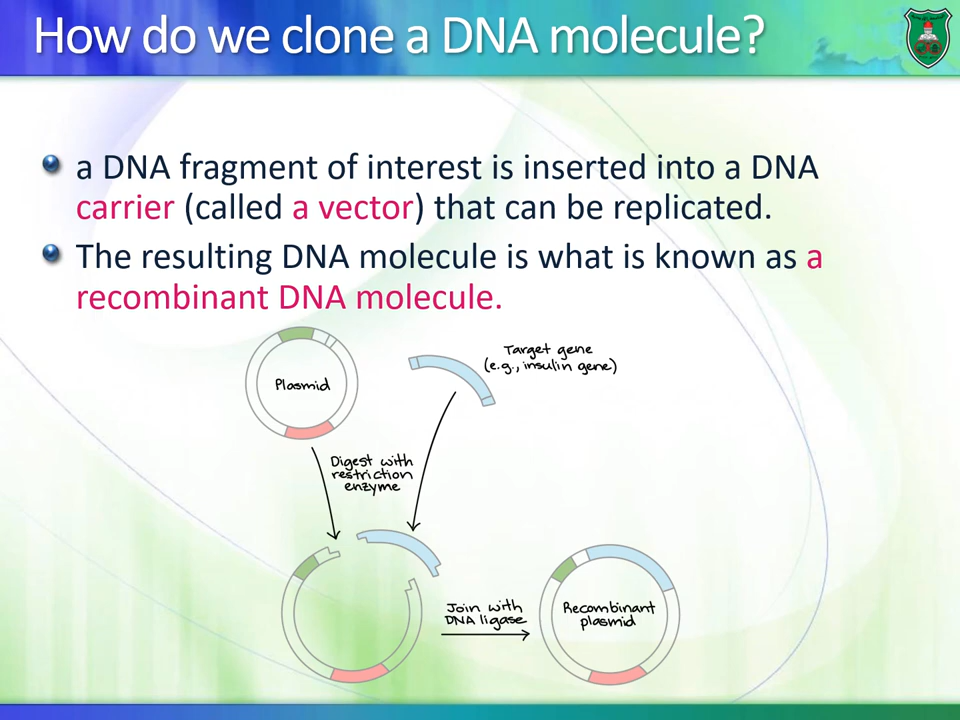 How do we clone a DNA molecule?
a DNA fragment of interest is inserted into a DNA
carrier (called a vector) that can be replicated.
The resulting DNA molecule is what is known as a
recombinant DNA molecule.
Plasmid
Target gene
(e.g., insulin gene)
Digest with
restriction
enzyme
Join with
DNA ligase
Recombinant
plasmid